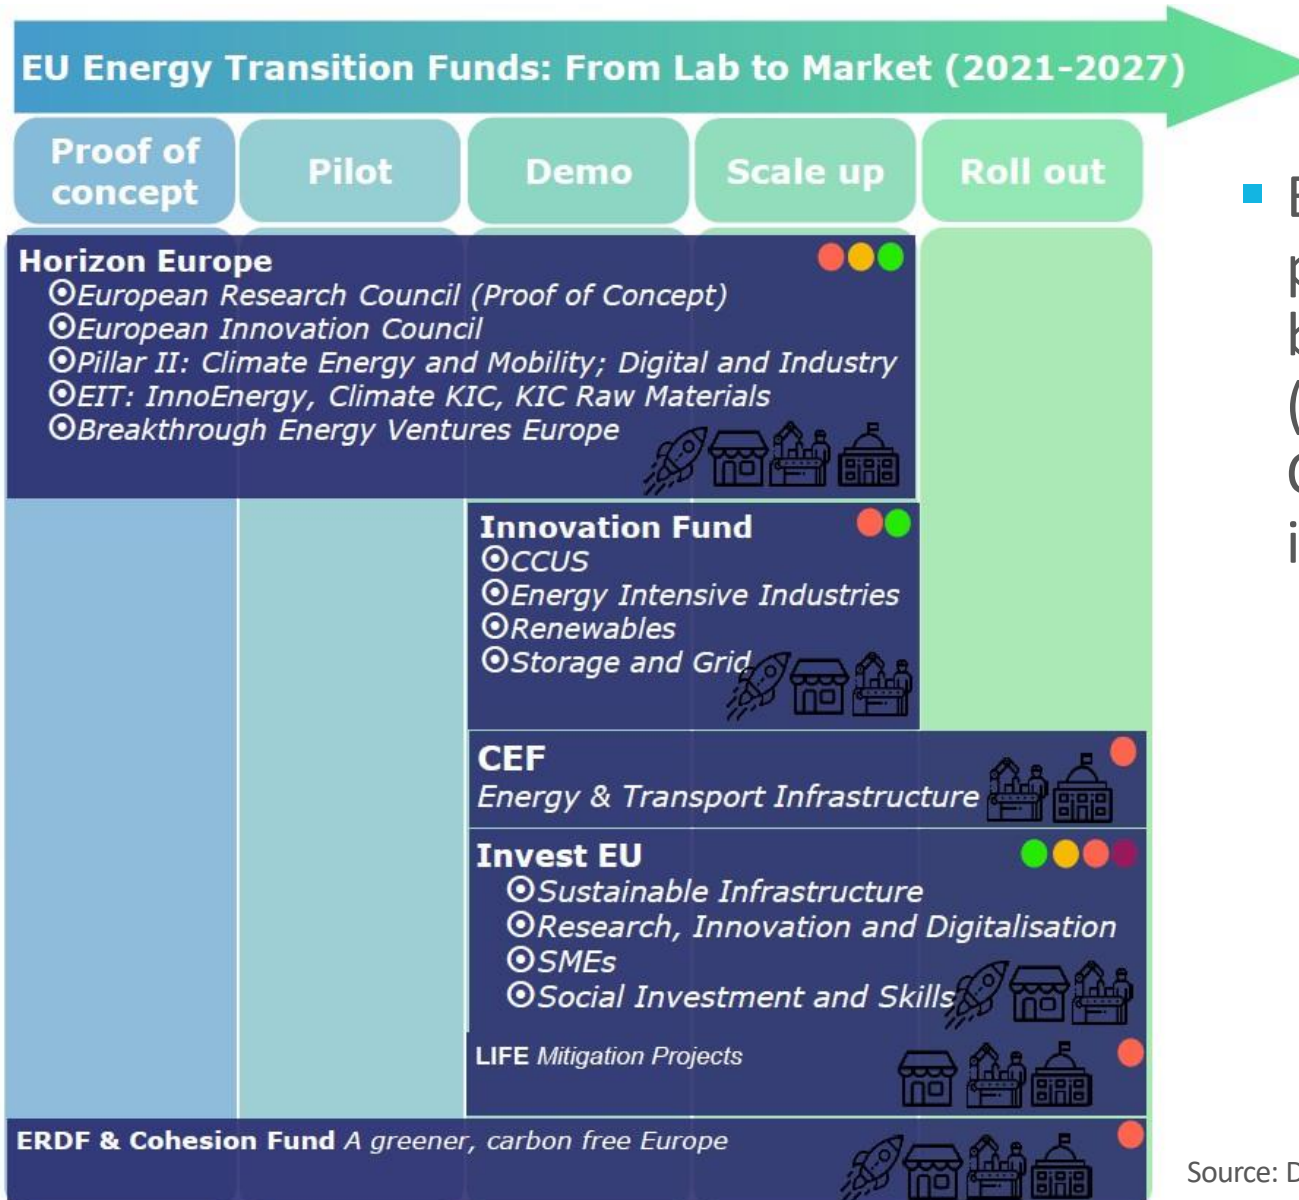 EU Energy Transition Funds: From Lab to Market (2021-2027)
Proof of
concept
Pilot
Demo
Scale up
Roll out
Horizon Europe
European Research Council (Proof of Concept)
European Innovation Council
Pillar II: Climate Energy and Mobility; Digital and Industry
EIT: InnoEnergy, Climate KIC, KIC Raw Materials
Breakthrough Energy Ventures Europe
Innovation Fund
CCUS
Energy Intensive Industries
Renewables
Storage and Grid
CEF
Energy & Transport Infrastructure
Invest EU
Sustainable Infrastructure
Research, Innovation and Digitalisation
SMEs
Social Investment and Skills
LIFE Mitigation Projects
ERDF & Cohesion Fund A greener, carbon free Europe
Source: